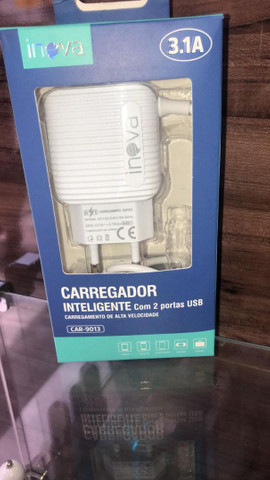 inova
3.1A
inova
CARREGADOR
INTELIGENTE Com 2 portas USB
CARREGAMENTO DE ALTA VELOCIDADE
CAR-9013